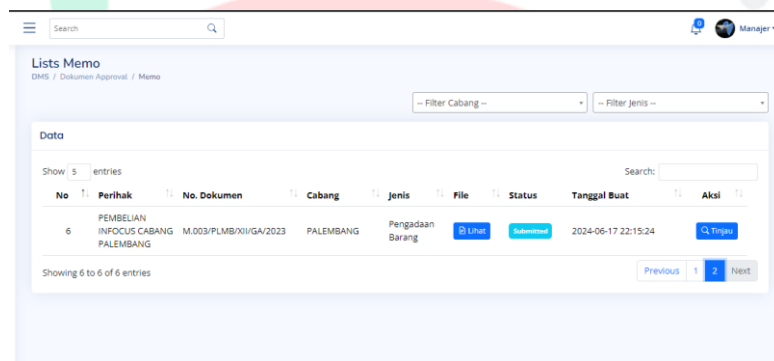 Search
0
Manajer
Lists Memo
DMS / Dokumen Approval / Memo
-- Filter Cabang --
-- Filter Jenis --
Data
Show 5 entries
Search:
No Perihak No. Dokumen Cabang Jenis File Status Tanggal Buat Aksi
6 PEMBELIAN INFOCUS CABANG PALEMBANG M.003/PLMB/XII/GA/2023 PALEMBANG Pengadaan Barang Lihat Submitted 2024-06-17 22:15:24 Tinjau
Showing 6 to 6 of 6 entries
Previous 1 2 Next